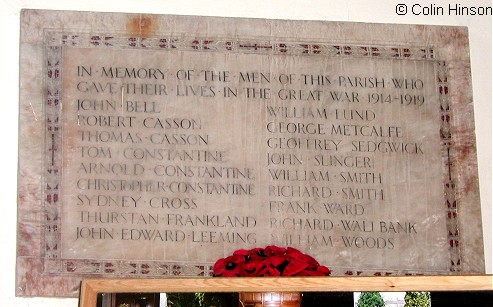 © Colin Hinson
IN·MEMORY·OF·THE·MEN·OF·THIS·PARISH·WHO
GAVE·THEIR·LIVES·IN·THE·GREAT·WAR·1914-1919
JOHN·BELL
ROBERT·CASSON
THOMAS·CASSON
TOM·CONSTANTINE
ARNOLD·CONSTANTINE
CHRISTOPHER·CONSTANTINE
SYDNEY·CROSS
THURSTAN·FRANKLAND
JOHN·EDWARD·LEEMING
WILLIAM·LUND
GEORGE·METCALFE
GEOFFREY·SEDGWICK
JOHN·SLINGER
WILLIAM·SMITH
RICHARD·SMITH
FRANK·WARD
RICHARD·WALLBANK
WILLIAM·WOODS